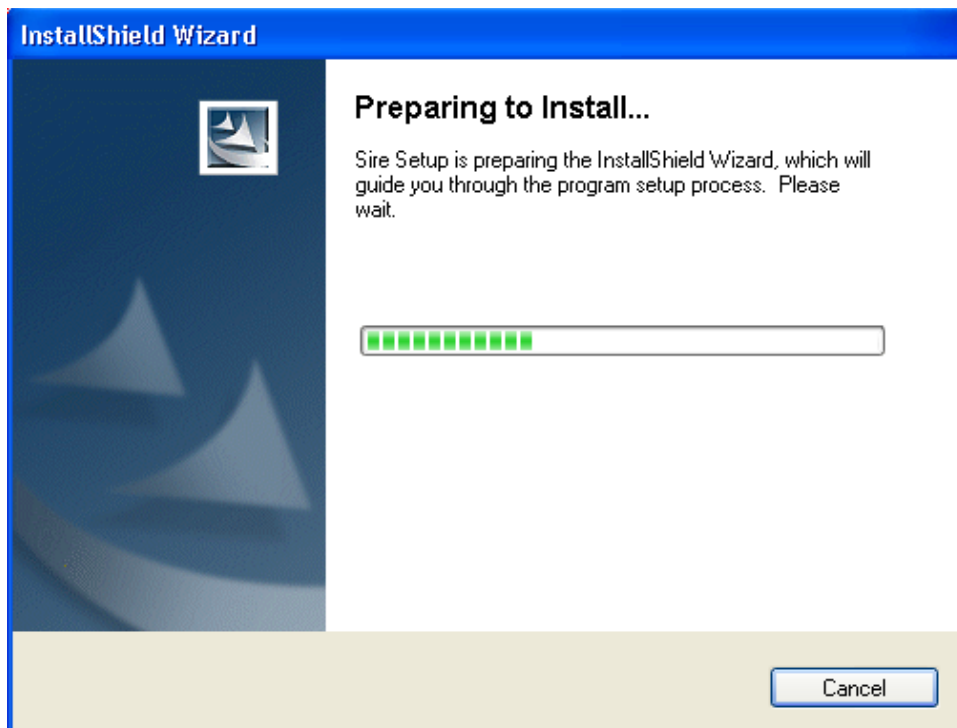 InstallShield Wizard
Preparing to Install...
Sire Setup is preparing the InstallShield Wizard, which will
guide you through the program setup process.  Please
wait.
Cancel